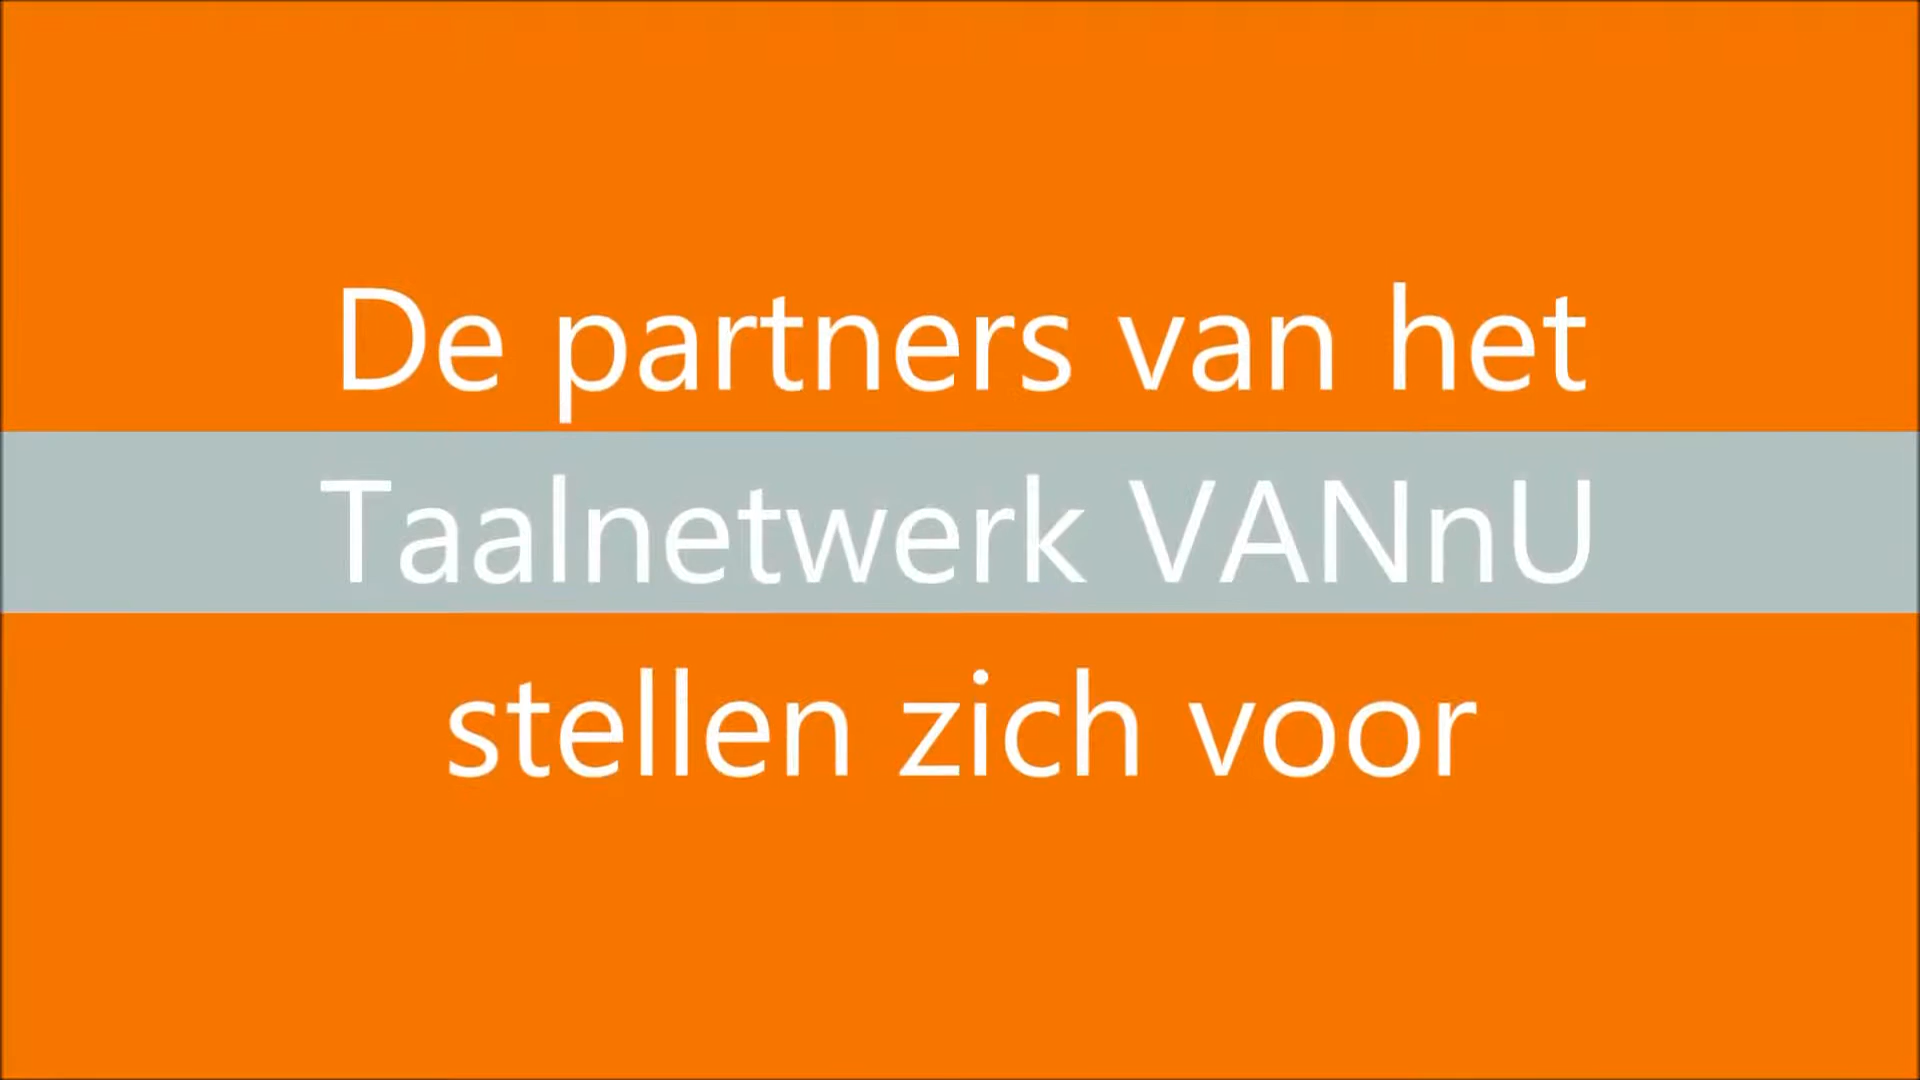 De partners van het
Taalnetwerk VANnU
stellen zich voor